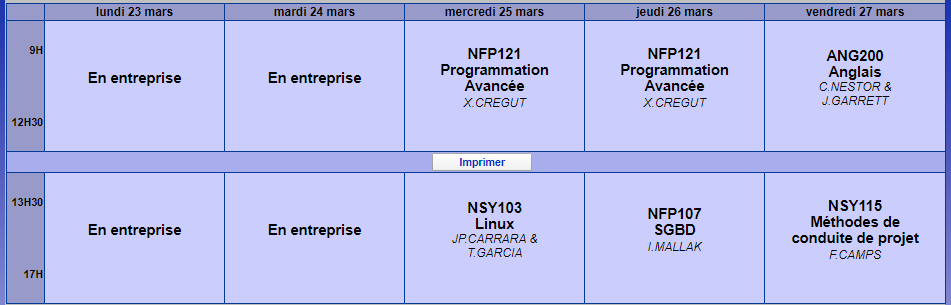 lundi 23 mars mardi 24 mars mercredi 25 mars jeudi 26 mars vendredi 27 mars
9H
12H30
En entreprise
En entreprise
NFP121
Programmation
Avancée
X.CREGUT
NFP121
Programmation
Avancée
X.CREGUT
ANG200
Anglais
C.NESTOR &
J.GARRETT
Imprimer
13H30
17H
En entreprise
En entreprise
NSY103
Linux
JP.CARRARA &
T.GARCIA
NFP107
SGBD
I.MALLAK
NSY115
Méthodes de
conduite de projet
F.CAMPS